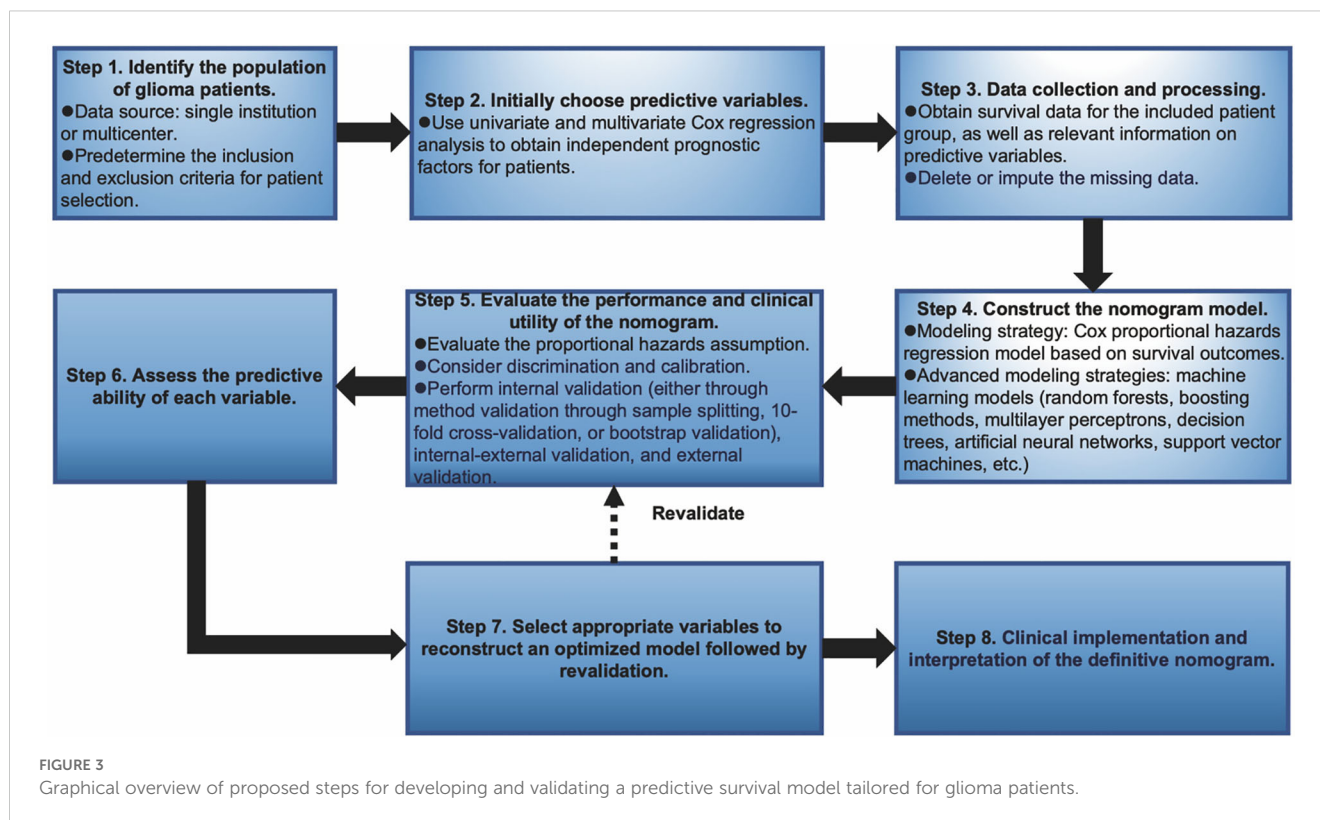 Step 1. Identify the population
of glioma patients.
●Data source: single institution
or multicenter.
●Predetermine the inclusion
and exclusion criteria for patient
selection.
Step 2. Initially choose predictive variables.
●Use univariate and multivariate Cox regression
analysis to obtain independent prognostic
factors for patients.
Step 3. Data collection and processing.
●Obtain survival data for the included patient
group, as well as relevant information on
predictive variables.
●Delete or impute the missing data.
Step 4. Construct the nomogram model.
●Modeling strategy: Cox proportional hazards
regression model based on survival outcomes.
●Advanced modeling strategies: machine
learning models (random forests, boosting
methods, multilayer perceptrons, decision
trees, artificial neural networks, support vector
machines, etc.)
Step 5. Evaluate the performance and clinical
utility of the nomogram.
●Evaluate the proportional hazards assumption.
●Consider discrimination and calibration.
●Perform internal validation (either through
method validation through sample splitting, 10-
fold cross-validation, or bootstrap validation),
internal-external validation, and external
validation.
Step 6. Assess the predictive
ability of each variable.
Revalidate
Step 7. Select appropriate variables to
reconstruct an optimized model followed by
revalidation.
Step 8. Clinical implementation and
interpretation of the definitive nomogram.
FIGURE 3
Graphical overview of proposed steps for developing and validating a predictive survival model tailored for glioma patients.